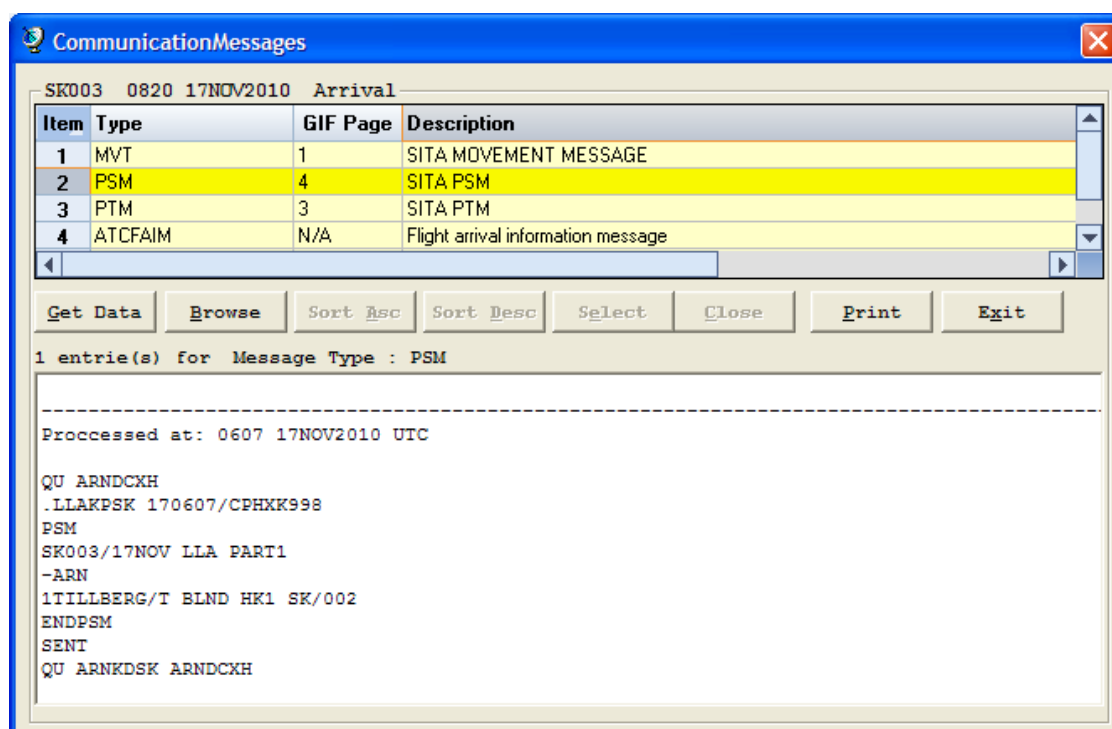 CommunicationMessages
SK003 0820 17NOV2010 Arrival
Item Type GIF Page Description
1 MVT 1 SITA MOVEMENT MESSAGE
2 PSM 4 SITA PSM
3 PTM 3 SITA PTM
4 ATCFAIM N/A Flight arrival information message
Get Data Browse Sort Asc Sort Desc Select Close Print Exit
1 entrie(s) for Message Type : PSM
--------------------------------------------------------------------------------
Proccessed at: 0607 17NOV2010 UTC
QU ARNDCXH
.LLAKPSK 170607/CPHXK998
PSM
SK003/17NOV LLA PART1
-ARN
1TILLBERG/T BLND HK1 SK/002
ENDPSM
SENT
QU ARNKDSK ARNDCXH